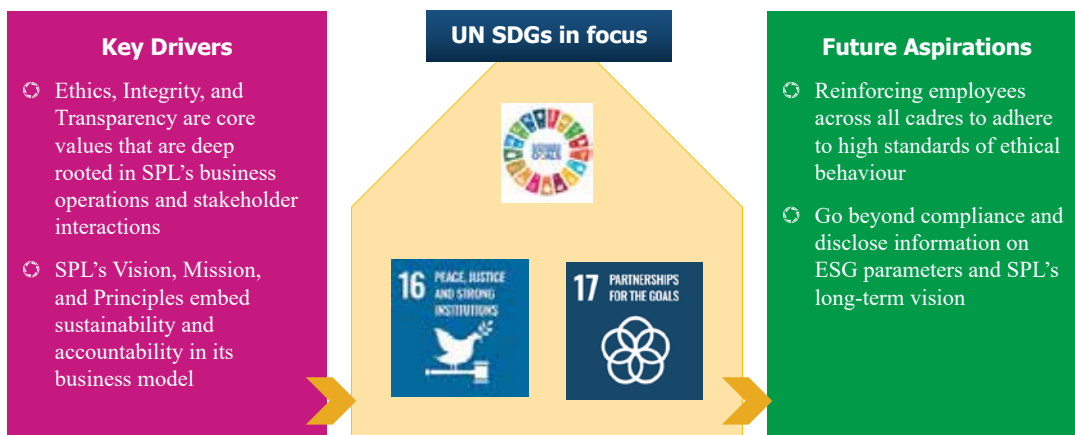 Key Drivers
Ethics, Integrity, and
Transparency are core
values that are deep
rooted in SPL's business
operations and stakeholder
interactions
SPL's Vision, Mission,
and Principles embed
sustainability and
accountability in its
business model
UN SDGs in focus
16 PEACE, JUSTICE
AND STRONG
INSTITUTIONS
17 PARTNERSHIPS
FOR THE GOALS
Future Aspirations
Reinforcing employees
across all cadres to adhere
to high standards of ethical
behaviour
Go beyond compliance and
disclose information on
ESG parameters and SPL's
long-term vision